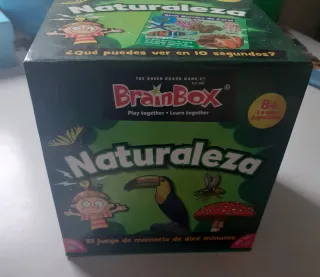 Naturaleza
¿Qué puedes ver en 10 segundos?
THE GREEN BOARD GAME CO
BrainBox
Play together • Learn together
8+
Naturaleza
El juego de memoria de diez minutos